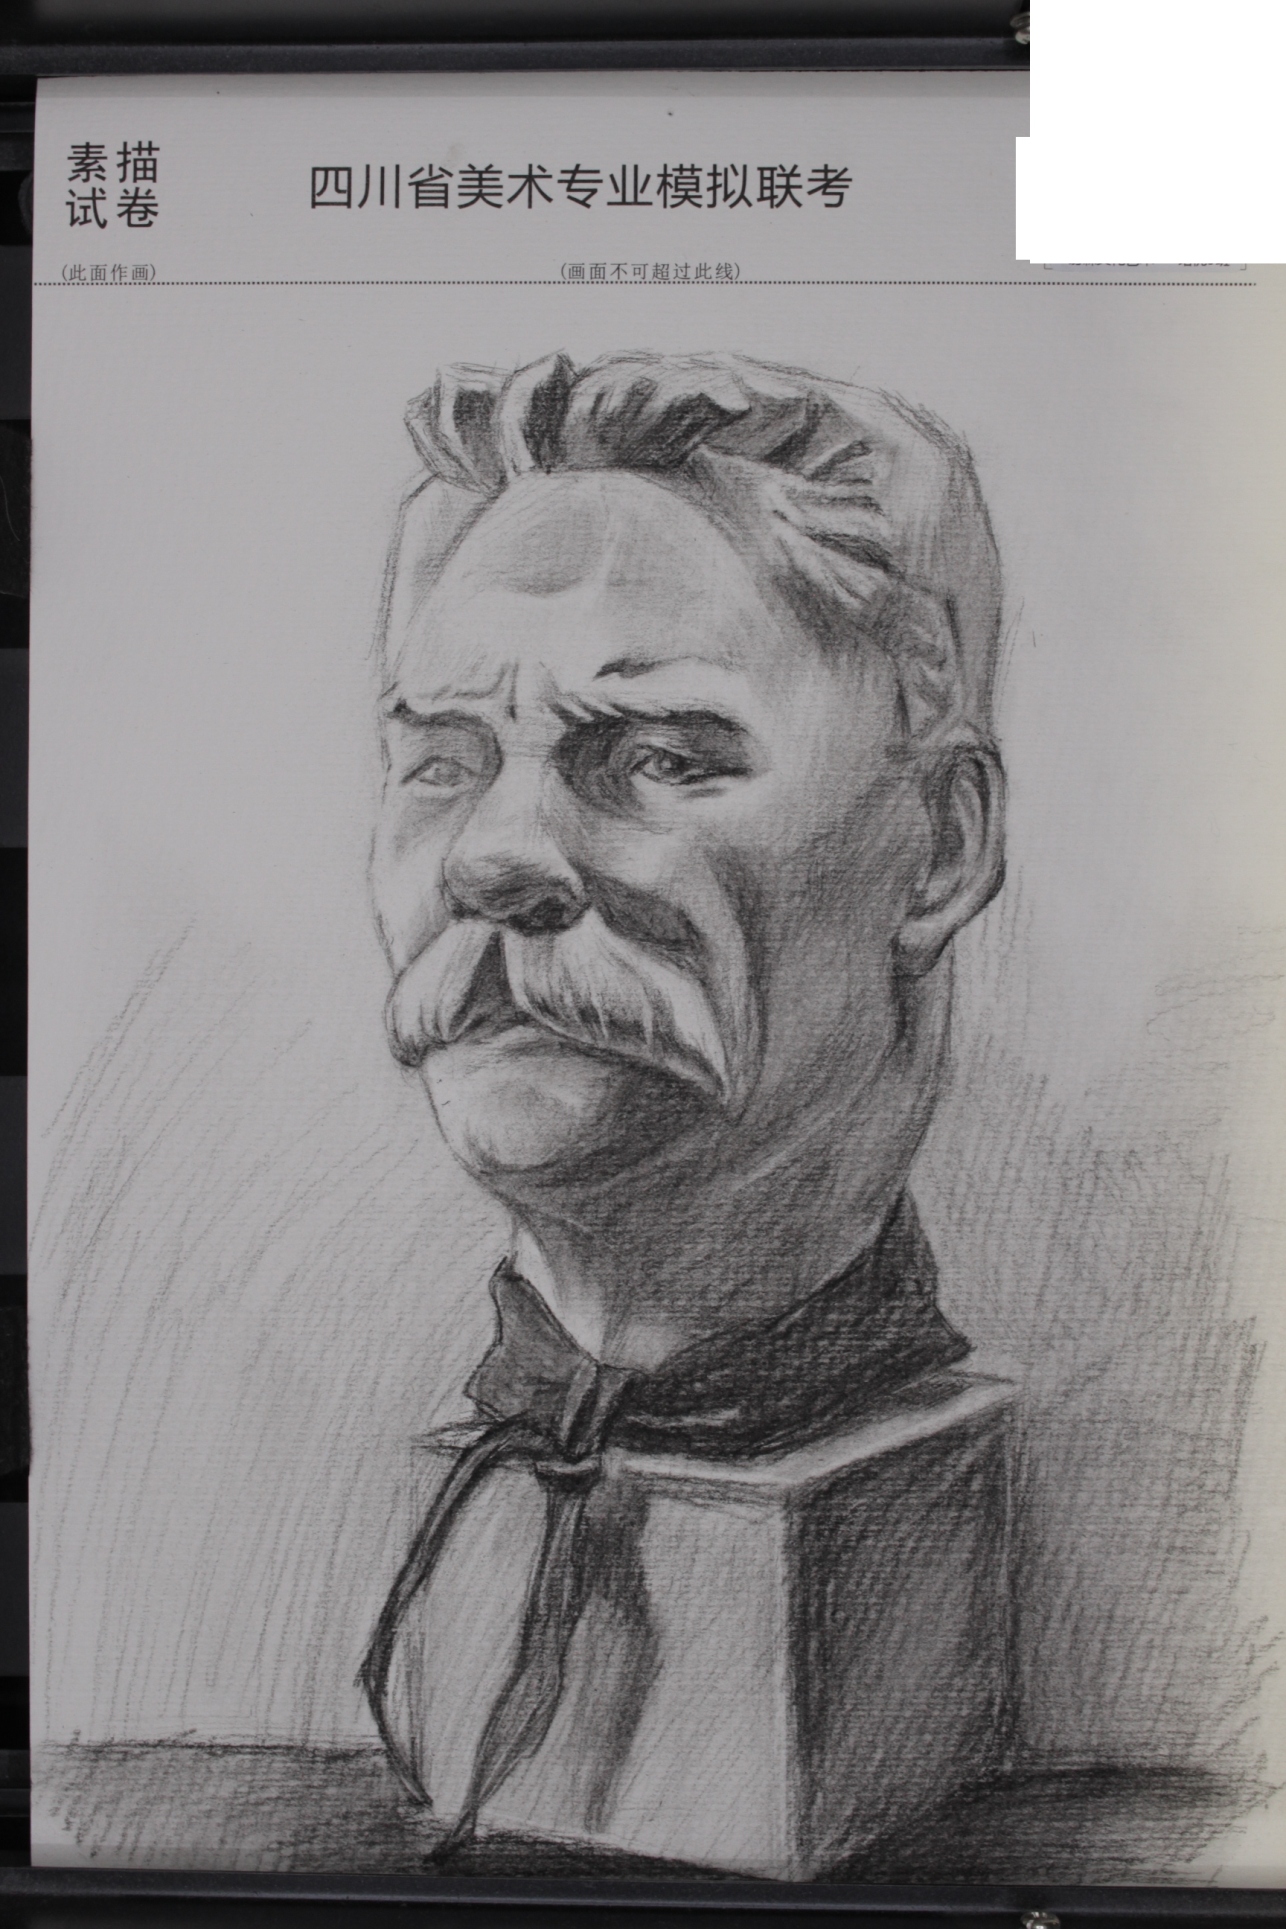 素描
试卷
四川省美术专业模拟联考
(此面作画)
(画面不可超过此线)